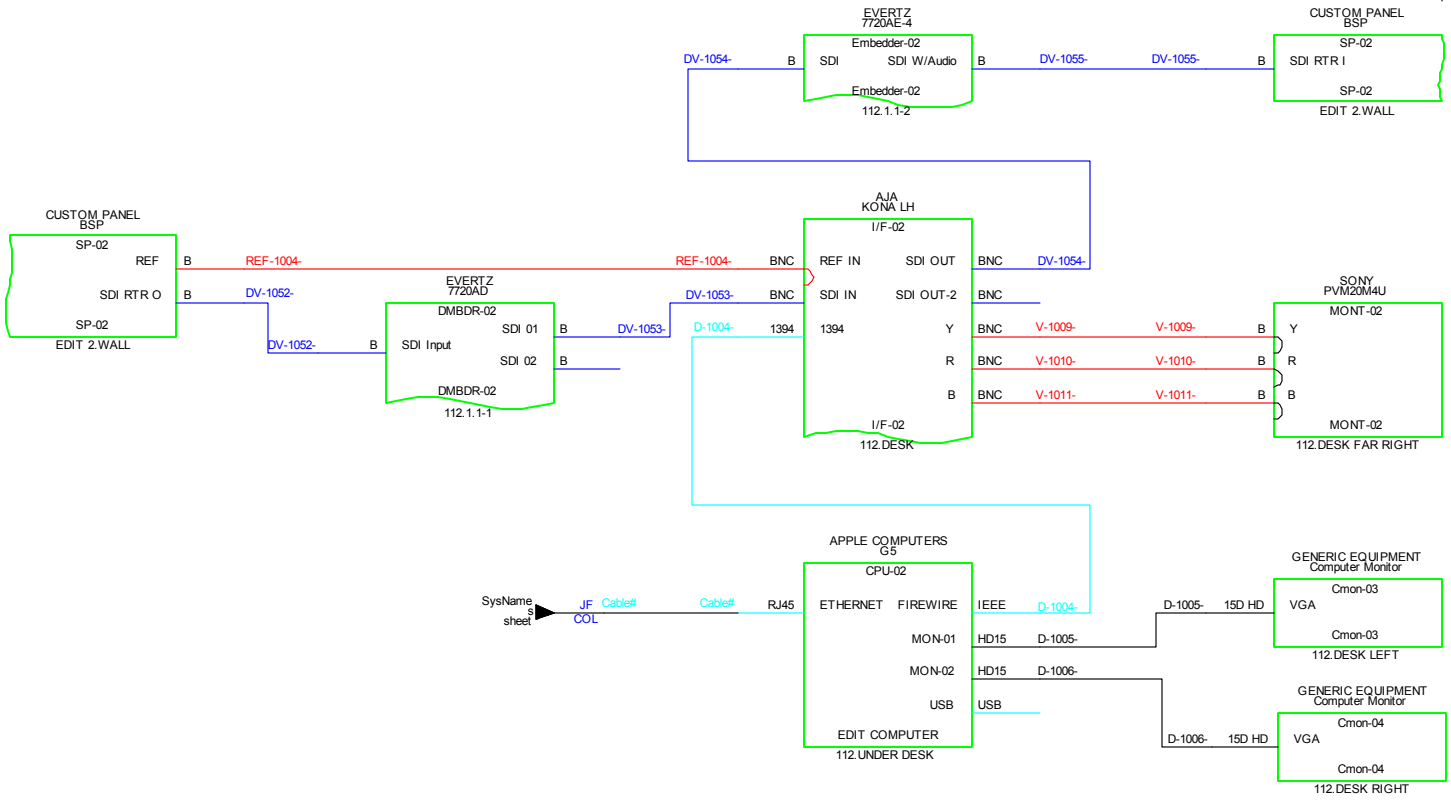 EVERTZ
7720AE-4
Embedder-02
DV-1054- B SDI SDI W/Audio B DV-1055- DV-1055- B
Embedder-02
112.1.1-2
CUSTOM PANEL
BSP
SP-02
SDI RTR I
SP-02
EDIT 2.WALL
CUSTOM PANEL
BSP
SP-02
REF B REF-1004- REF-1004- BNC
SDI RTR O B DV-1052-
SP-02
EDIT 2.WALL
DV-1052- B
EVERTZ
7720AD
DMBDR-02
SDI 01 B DV-1053- DV-1053- BNC
SDI Input
SDI 02 B
DMBDR-02
112.1.1-1
D-1004- 1394
AJA
KONA LH
I/F-02
REF IN SDI OUT BNC DV-1054-
SDI IN SDI OUT-2 BNC
1394 Y BNC V-1009- V-1009- B
R BNC V-1010- V-1010- B
B BNC V-1011- V-1011- B
I/F-02
112.DESK
SONY
PVM20M4U
MONT-02
Y
R
B
MONT-02
112.DESK FAR RIGHT
APPLE COMPUTERS
G5
CPU-02
SysName
s
sheet
JF Cable# Cable# RJ45
COL
ETHERNET FIREWIRE IEEE D-1004-
MON-01 HD15 D-1005- D-1005- 15D HD
MON-02 HD15 D-1006- D-1006- 15D HD
USB USB
EDIT COMPUTER
112.UNDER DESK
GENERIC EQUIPMENT
Computer Monitor
Cmon-03
VGA
Cmon-03
112.DESK LEFT
GENERIC EQUIPMENT
Computer Monitor
Cmon-04
VGA
Cmon-04
112.DESK RIGHT